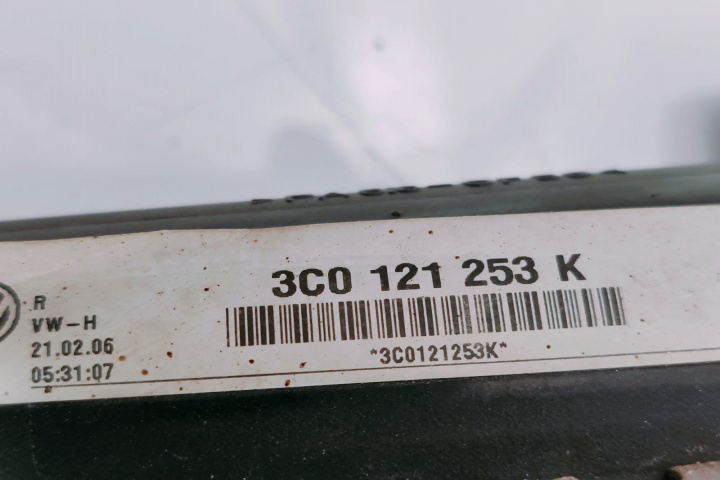 3C0 121 253 K
*3C0121253K*
R
VW-H
21.02.06
05:31:07